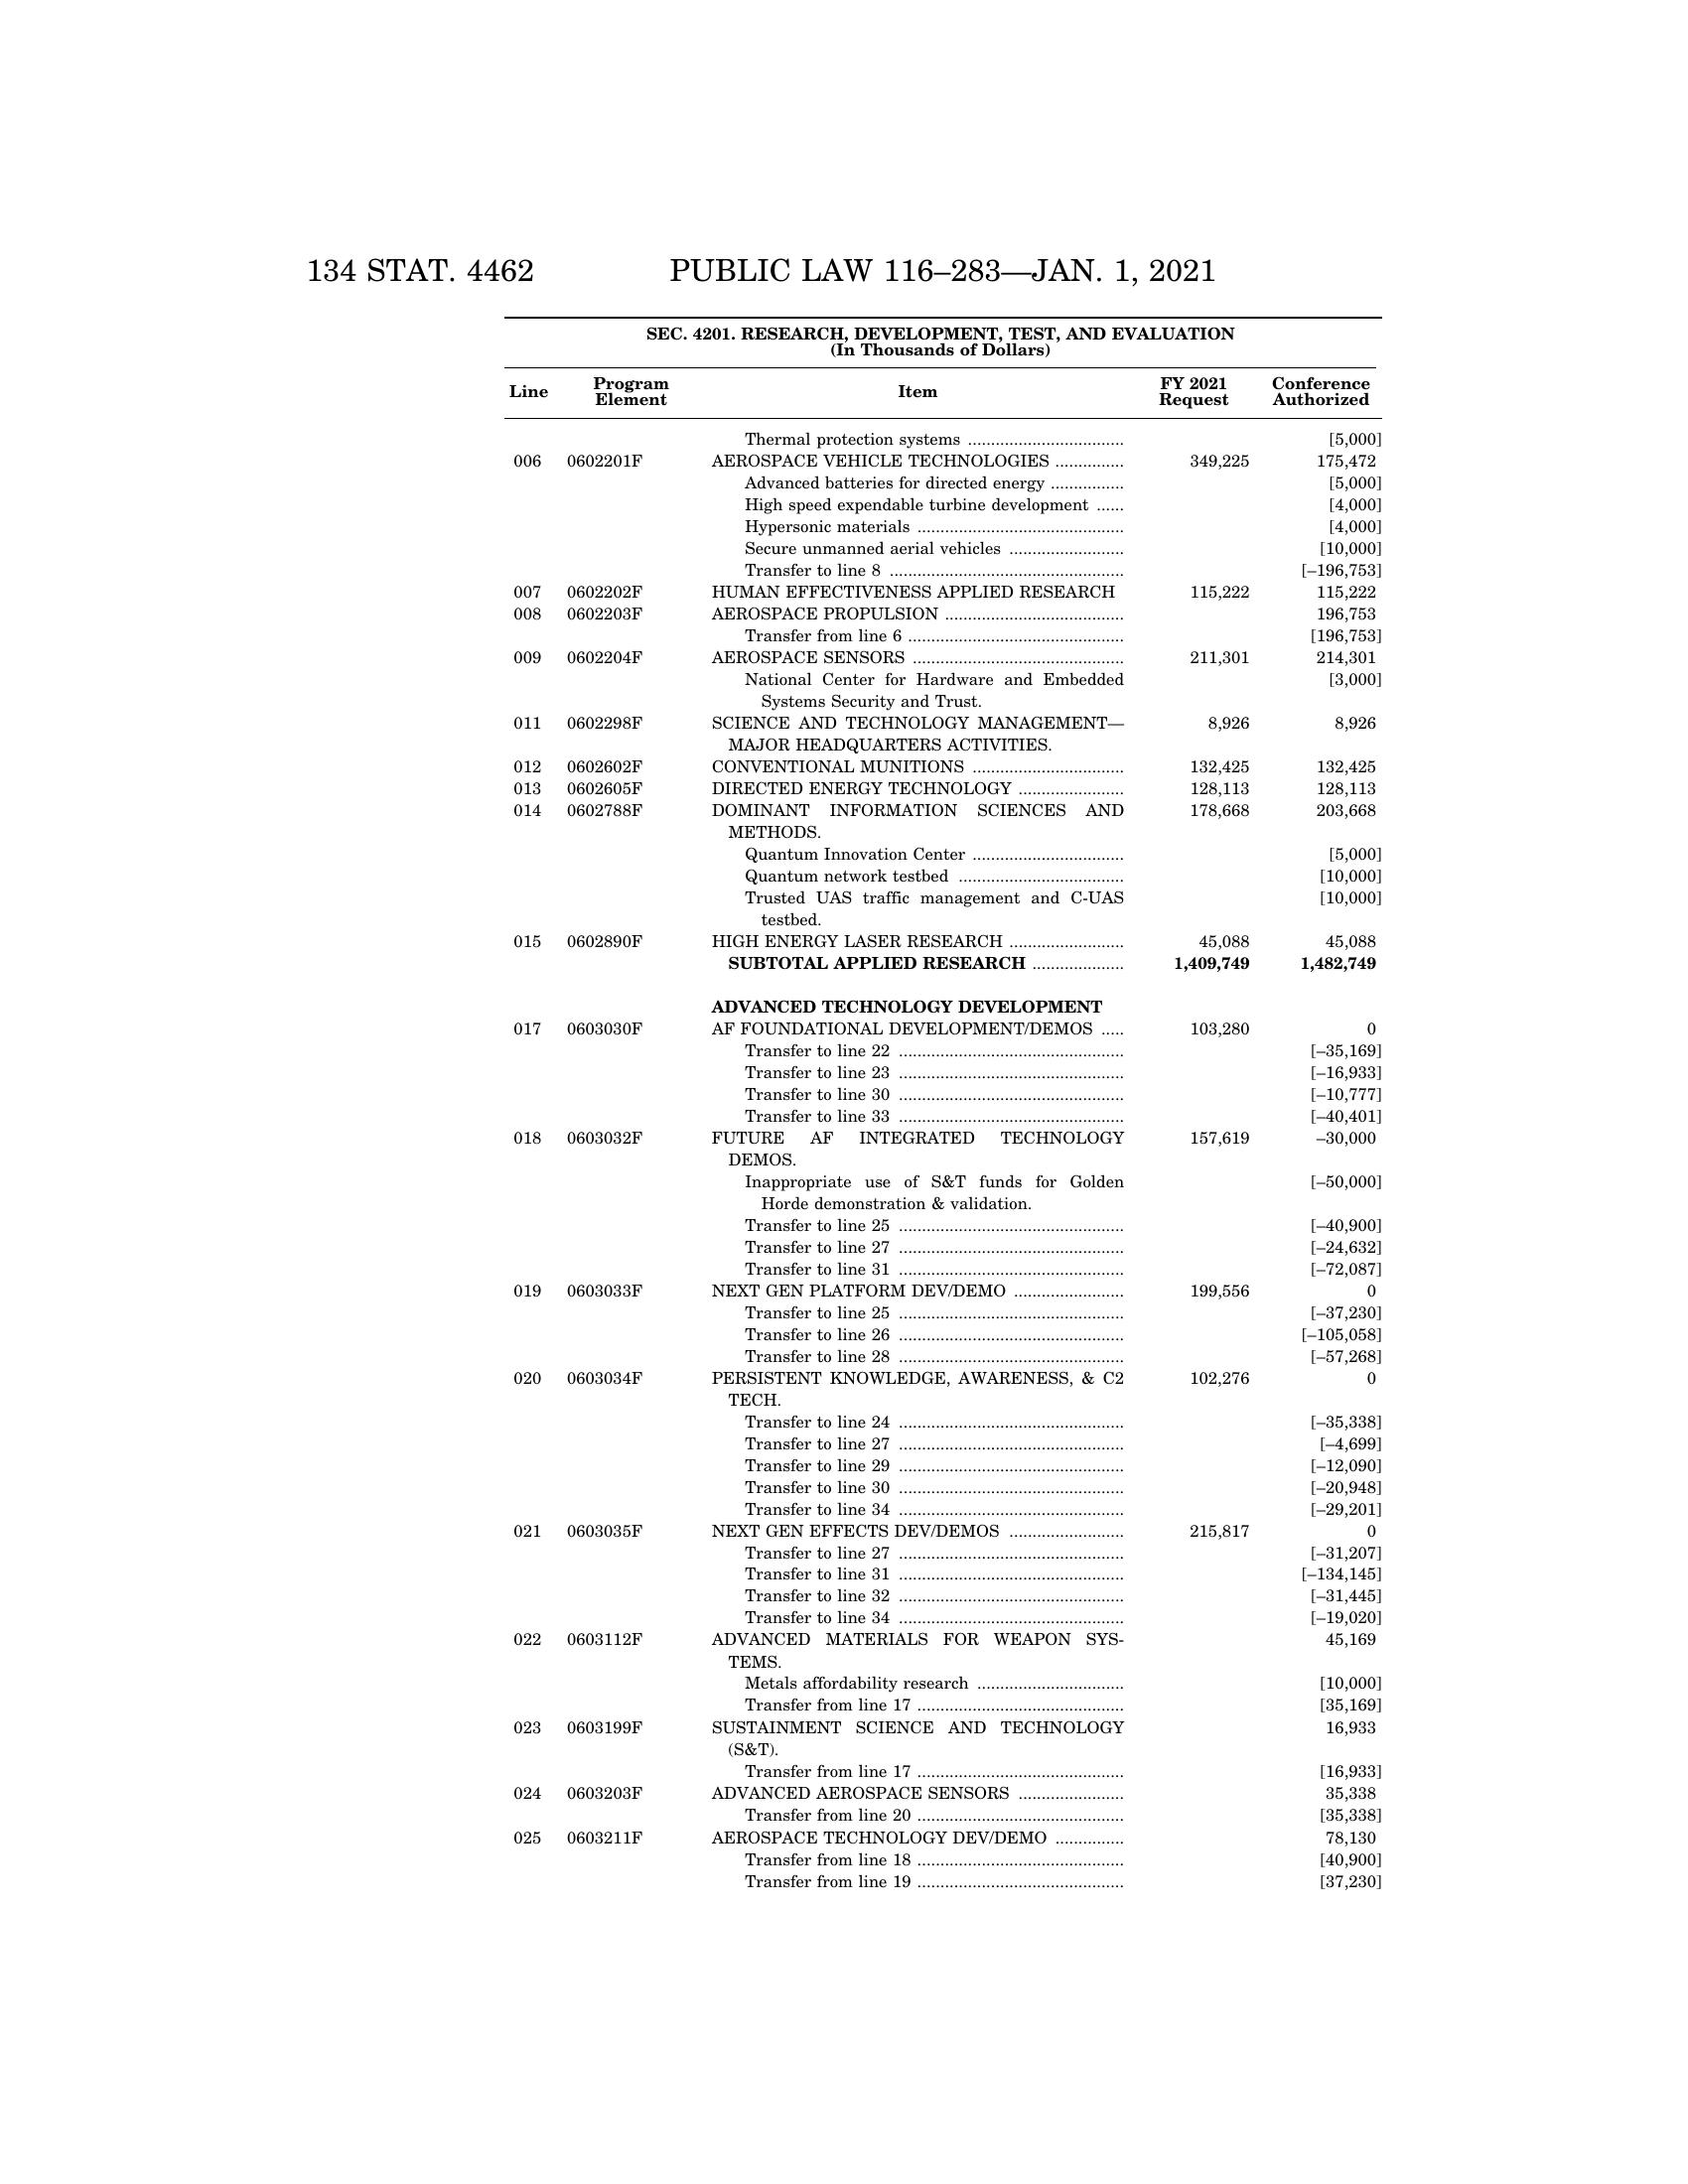 134 STAT. 4462 PUBLIC LAW 116–283—JAN. 1, 2021
SEC. 4201. RESEARCH, DEVELOPMENT, TEST, AND EVALUATION
(In Thousands of Dollars)
Line Program Element Item FY 2021 Request Conference Authorized
Thermal protection systems .................................. [5,000]
006 0602201F AEROSPACE VEHICLE TECHNOLOGIES ............... 349,225 175,472
Advanced batteries for directed energy ................ [5,000]
High speed expendable turbine development ...... [4,000]
Hypersonic materials ............................................. [4,000]
Secure unmanned aerial vehicles ......................... [10,000]
Transfer to line 8 ................................................... [–196,753]
007 0602202F HUMAN EFFECTIVENESS APPLIED RESEARCH 115,222 115,222
008 0602203F AEROSPACE PROPULSION ....................................... 196,753
Transfer from line 6 ............................................... [196,753]
009 0602204F AEROSPACE SENSORS .............................................. 211,301 214,301
National Center for Hardware and Embedded [3,000]
Systems Security and Trust.
011 0602298F SCIENCE AND TECHNOLOGY MANAGEMENT— 8,926 8,926
MAJOR HEADQUARTERS ACTIVITIES.
012 0602602F CONVENTIONAL MUNITIONS ................................. 132,425 132,425
013 0602605F DIRECTED ENERGY TECHNOLOGY ....................... 128,113 128,113
014 0602788F DOMINANT INFORMATION SCIENCES AND 178,668 203,668
METHODS.
Quantum Innovation Center ................................. [5,000]
Quantum network testbed .................................... [10,000]
Trusted UAS traffic management and C-UAS [10,000]
testbed.
015 0602890F HIGH ENERGY LASER RESEARCH ......................... 45,088 45,088
SUBTOTAL APPLIED RESEARCH .................... 1,409,749 1,482,749
ADVANCED TECHNOLOGY DEVELOPMENT
017 0603030F AF FOUNDATIONAL DEVELOPMENT/DEMOS ..... 103,280 0
Transfer to line 22 ................................................. [–35,169]
Transfer to line 23 ................................................. [–16,933]
Transfer to line 30 ................................................. [–10,777]
Transfer to line 33 ................................................. [–40,401]
018 0603032F FUTURE AF INTEGRATED TECHNOLOGY 157,619 –30,000
DEMOS.
Inappropriate use of S&T funds for Golden [–50,000]
Horde demonstration & validation.
Transfer to line 25 ................................................. [–40,900]
Transfer to line 27 ................................................. [–24,632]
Transfer to line 31 ................................................. [–72,087]
019 0603033F NEXT GEN PLATFORM DEV/DEMO ........................ 199,556 0
Transfer to line 25 ................................................. [–37,230]
Transfer to line 26 ................................................. [–105,058]
Transfer to line 28 ................................................. [–57,268]
020 0603034F PERSISTENT KNOWLEDGE, AWARENESS, & C2 102,276 0
TECH.
Transfer to line 24 ................................................. [–35,338]
Transfer to line 27 ................................................. [–4,699]
Transfer to line 29 ................................................. [–12,090]
Transfer to line 30 ................................................. [–20,948]
Transfer to line 34 ................................................. [–29,201]
021 0603035F NEXT GEN EFFECTS DEV/DEMOS ......................... 215,817 0
Transfer to line 27 ................................................. [–31,207]
Transfer to line 31 ................................................. [–134,145]
Transfer to line 32 ................................................. [–31,445]
Transfer to line 34 ................................................. [–19,020]
022 0603112F ADVANCED MATERIALS FOR WEAPON SYS- 45,169
TEMS.
Metals affordability research ................................ [10,000]
Transfer from line 17 ............................................. [35,169]
023 0603199F SUSTAINMENT SCIENCE AND TECHNOLOGY 16,933
(S&T).
Transfer from line 17 ............................................. [16,933]
024 0603203F ADVANCED AEROSPACE SENSORS ....................... 35,338
Transfer from line 20 ............................................. [35,338]
025 0603211F AEROSPACE TECHNOLOGY DEV/DEMO ............... 78,130
Transfer from line 18 ............................................. [40,900]
Transfer from line 19 ............................................. [37,230]